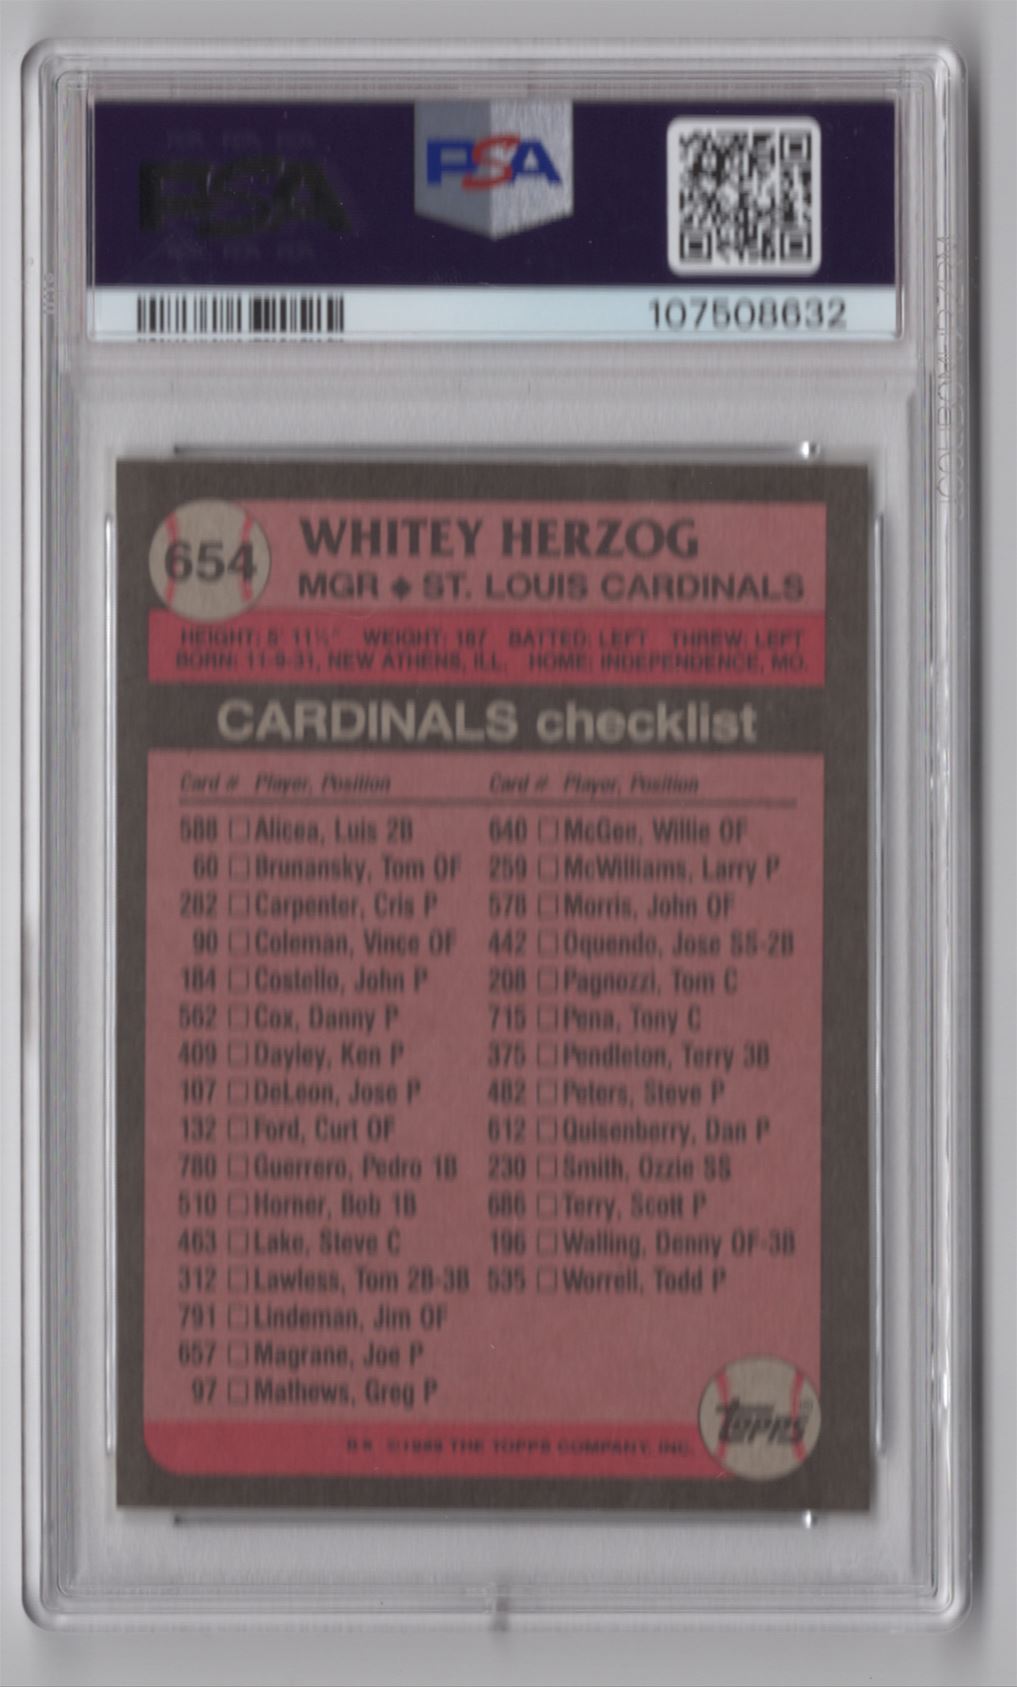 PSA
PSA
107508632
654
WHITEY HERZOG
MGR ♦ ST. LOUIS CARDINALS
HEIGHT: 5' 11½" WEIGHT: 187 BATTED: LEFT THREW: LEFT
BORN: 11-9-31, NEW ATHENS, ILL. HOME: INDEPENDENCE, MO.
CARDINALS checklist
Card # Player, Position
588 □ Alicea, Luis 2B
60 □ Brunansky, Tom OF
282 □ Carpenter, Cris P
90 □ Coleman, Vince OF
184 □ Costello, John P
562 □ Cox, Danny P
409 □ Dayley, Ken P
107 □ DeLeon, Jose P
132 □ Ford, Curt OF
780 □ Guerrero, Pedro 1B
510 □ Horner, Bob 1B
463 □ Lake, Steve C
312 □ Lawless, Tom 2B-3B
791 □ Lindeman, Jim OF
657 □ Magrane, Joe P
97 □ Mathews, Greg P
Card # Player, Position
640 □ McGee, Willie OF
259 □ McWilliams, Larry P
578 □ Morris, John OF
442 □ Oquendo, Jose SS-2B
208 □ Pagnozzi, Tom C
715 □ Pena, Tony C
375 □ Pendleton, Terry 3B
482 □ Peters, Steve P
612 □ Quisenberry, Dan P
230 □ Smith, Ozzie SS
686 □ Terry, Scott P
196 □ Walling, Denny OF-3B
535 □ Worrell, Todd P
TOPPS
©1989 THE TOPPS COMPANY, INC.